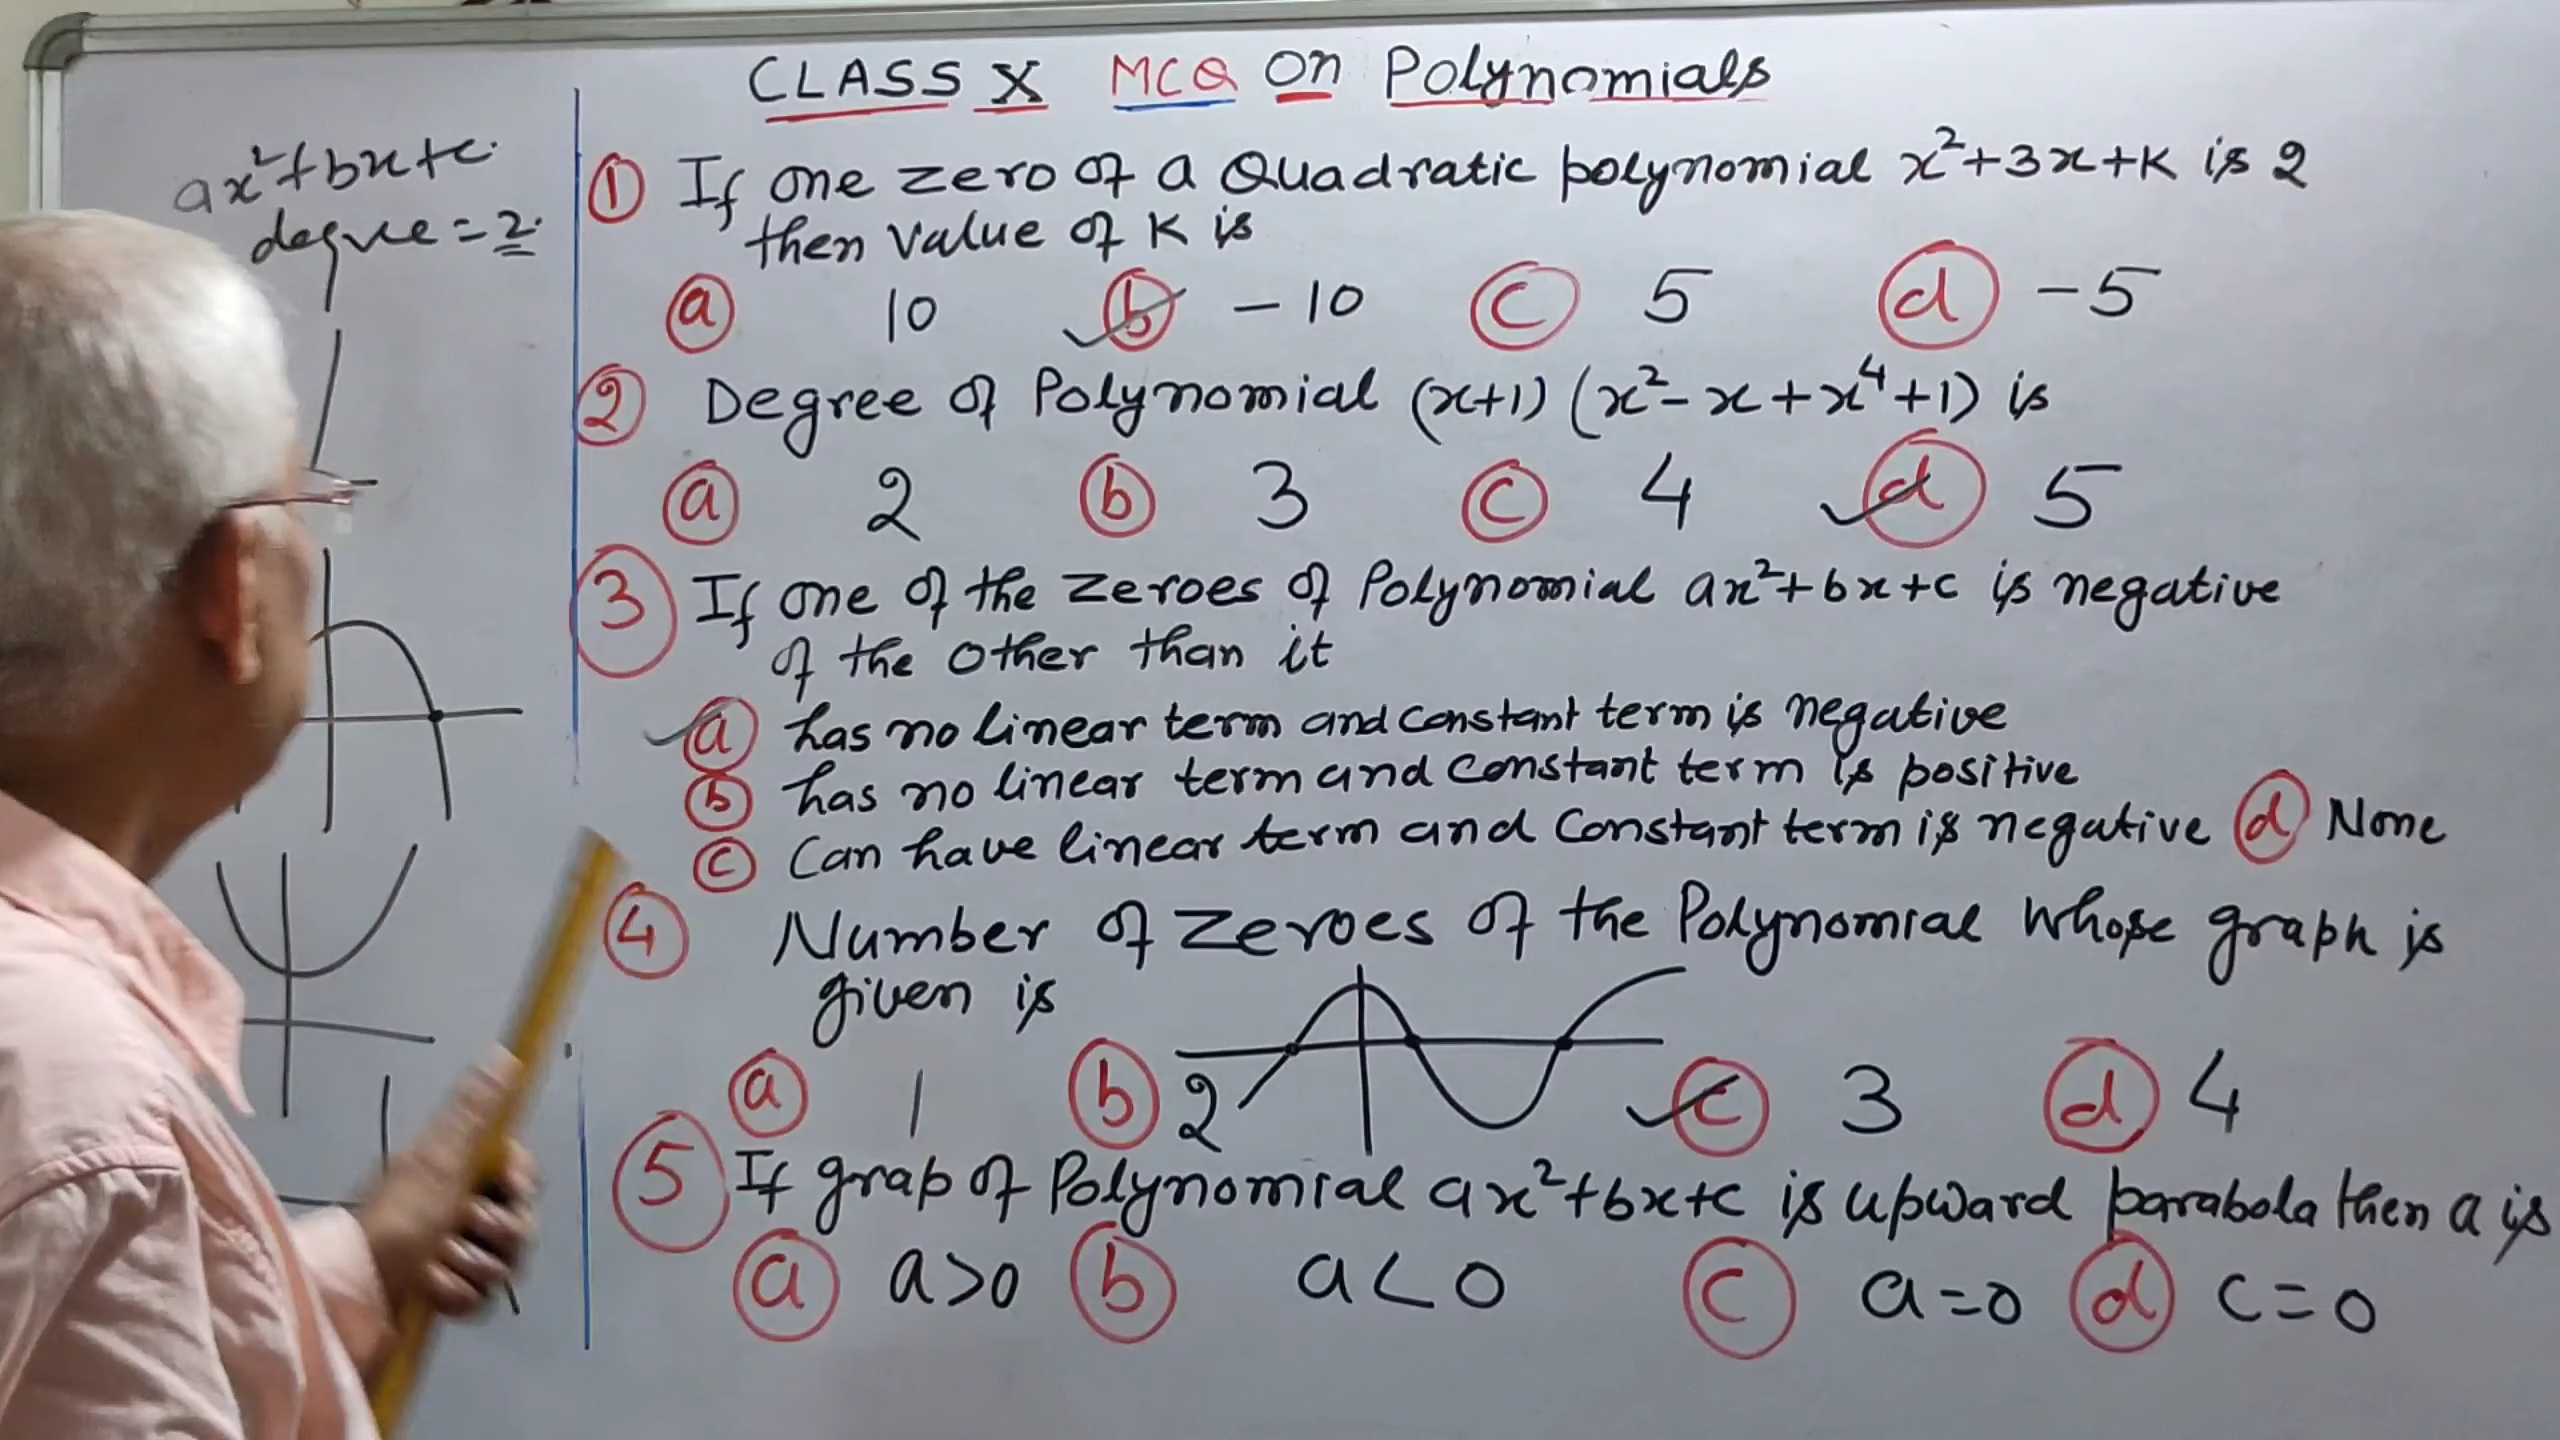 CLASS X MCQ On Polynomials
ax²+bx+c.
degree = 2.
① If one zero of a Quadratic polynomial x²+3x+K is 2
then value of K is
ⓐ 10 ⓑ -10 ⓒ 5 ⓓ -5
② Degree of Polynomial (x+1) (x²-x+x⁴+1) is
ⓐ 2 ⓑ 3 ⓒ 4 ⓓ 5
③ If one of the zeroes of Polynomial ax²+bx+c is negative
of the other than it
ⓐ has no linear term and constant term is negative
ⓑ has no linear term and constant term is positive
ⓒ Can have linear term and constant term is negative ⓓ None
④ Number of zeroes of the Polynomial whose graph is
given is
ⓐ 1 ⓑ 2 ⓒ 3 ⓓ 4
⑤ If grap of Polynomial ax²+bx+c is upward parabola then a is
ⓐ a>0 ⓑ a<0 ⓒ a=0 ⓓ c=0